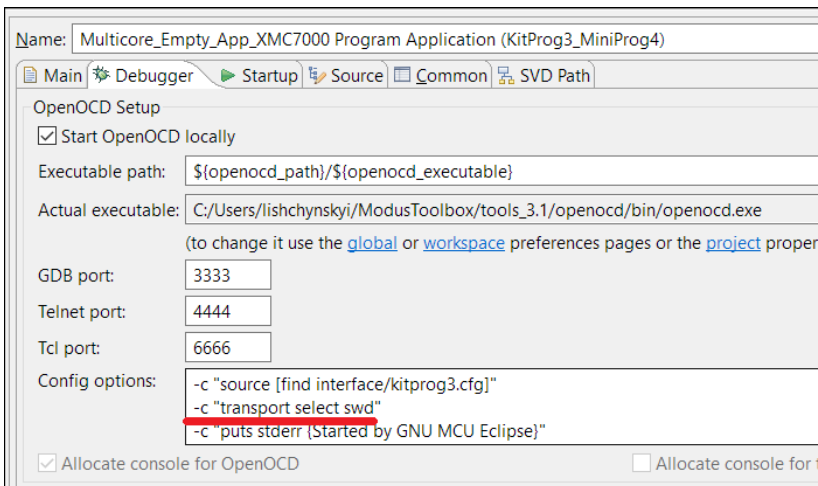 Name: Multicore_Empty_App_XMC7000 Program Application (KitProg3_MiniProg4)
Main Debugger Startup Source Common SVD Path
OpenOCD Setup
Start OpenOCD locally
Executable path: ${openocd_path}/${openocd_executable}
Actual executable: C:/Users/lishchynskyi/ModusToolbox/tools_3.1/openocd/bin/openocd.exe
(to change it use the global or workspace preferences pages or the project proper
GDB port: 3333
Telnet port: 4444
Tcl port: 6666
Config options: -c "source [find interface/kitprog3.cfg]"
-c "transport select swd"
-c "puts stderr {Started by GNU MCU Eclipse}"
Allocate console for OpenOCD Allocate console for t